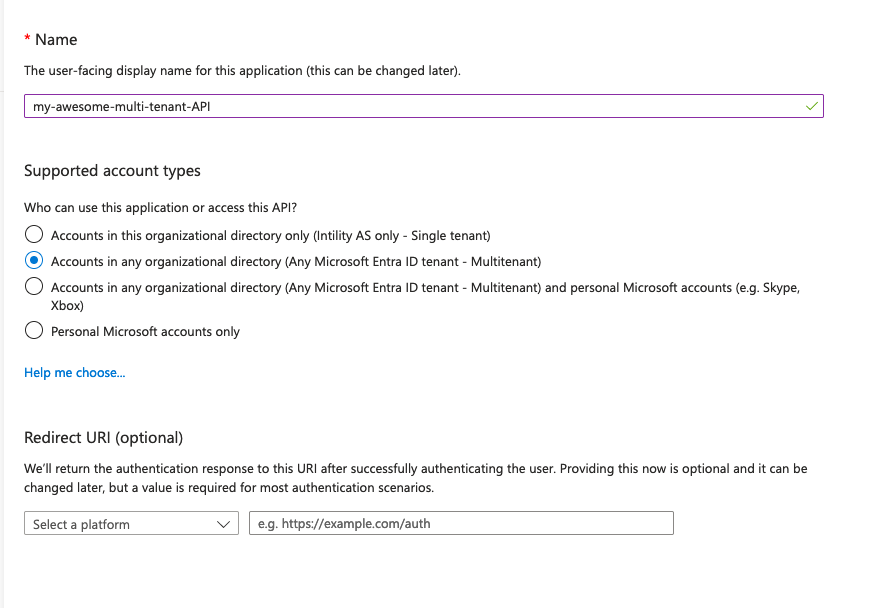 * Name
The user-facing display name for this application (this can be changed later).
my-awesome-multi-tenant-API
Supported account types
Who can use this application or access this API?
Accounts in this organizational directory only (Intility AS only - Single tenant)
Accounts in any organizational directory (Any Microsoft Entra ID tenant - Multitenant)
Accounts in any organizational directory (Any Microsoft Entra ID tenant - Multitenant) and personal Microsoft accounts (e.g. Skype,
Xbox)
Personal Microsoft accounts only
Help me choose...
Redirect URI (optional)
We'll return the authentication response to this URI after successfully authenticating the user. Providing this now is optional and it can be
changed later, but a value is required for most authentication scenarios.
Select a platform
e.g. https://example.com/auth